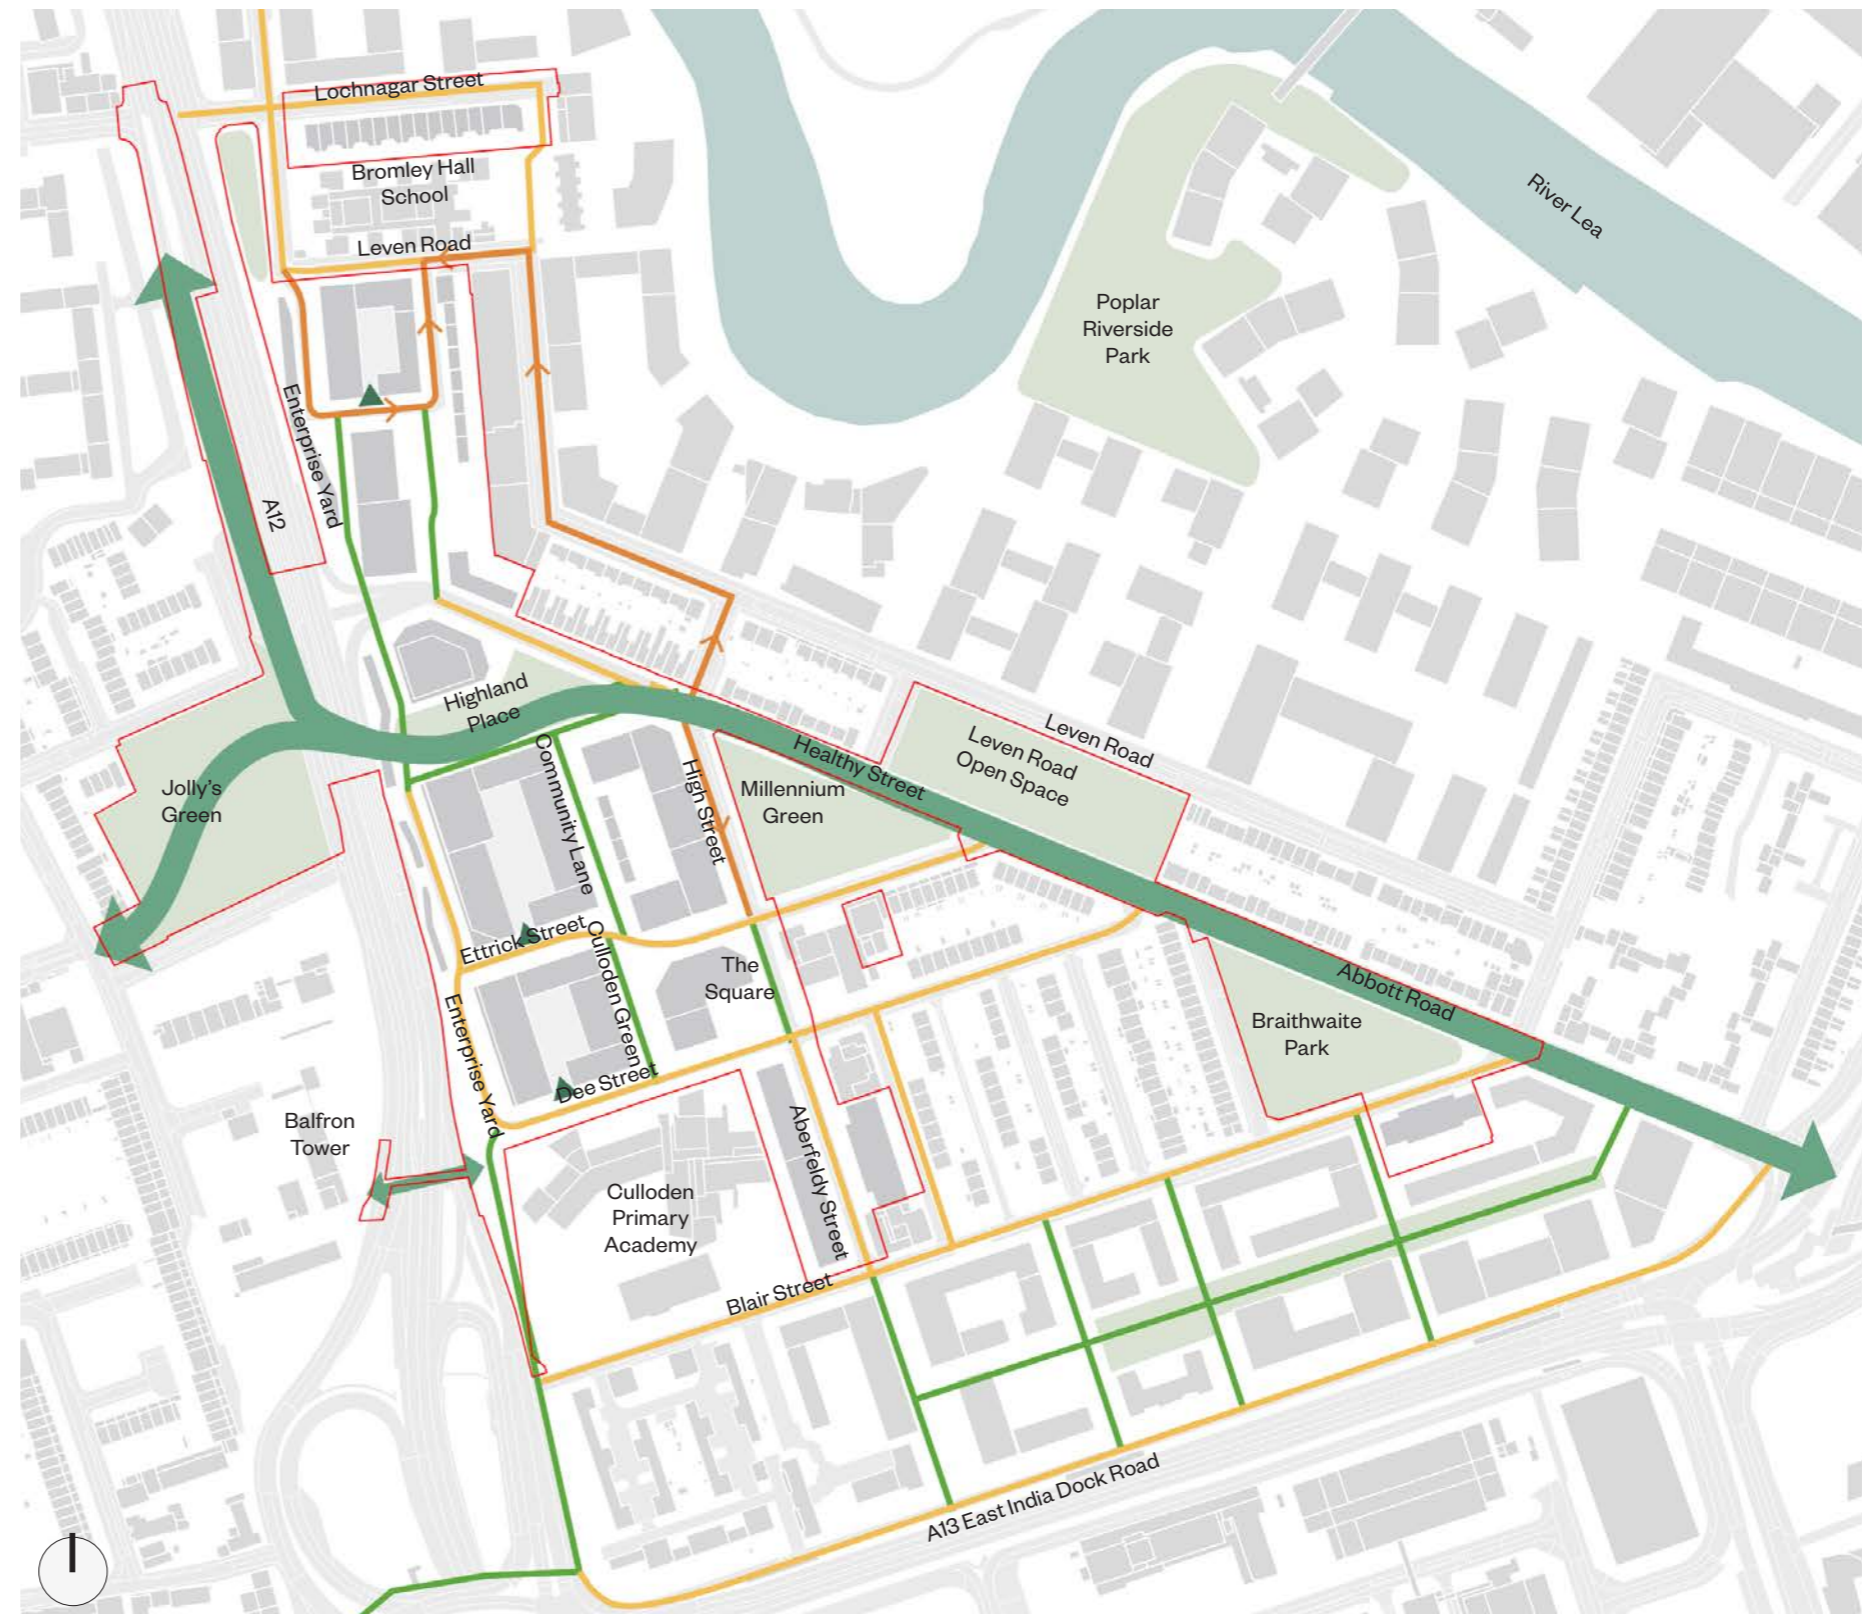 Lochnagar Street
Bromley Hall
School
Leven Road
River Lea
Poplar
Riverside
Park
Enterprise Yard
A12
Highland
Place
Leven Road
Leven Road
Open Space
Healthy Street
Jolly's
Green
Community Lane
High Street
Millennium
Green
Ettrick Street
Culloden Green
The
Square
Abbott Road
Braithwaite
Park
Enterprise Yard
Dee Street
Balfron
Tower
Aberfeldy Street
Culloden
Primary
Academy
Blair Street
A13 East India Dock Road